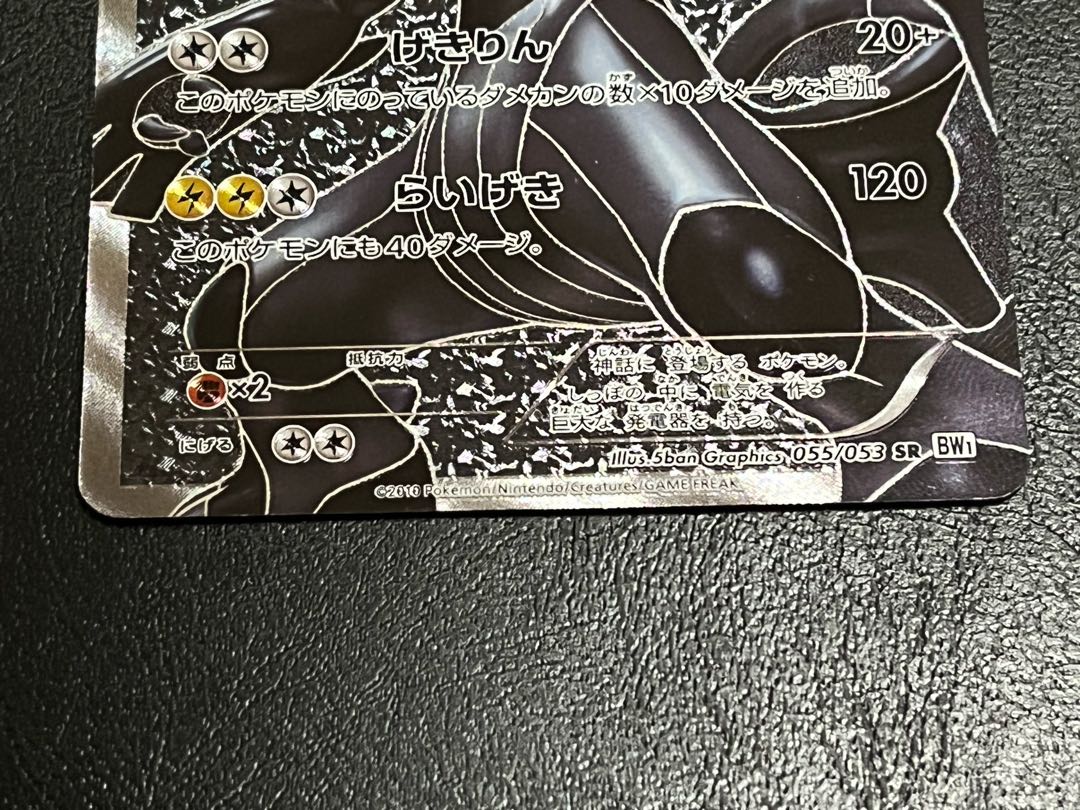 げきりん 20+
このポケモンにのっているダメカンの数×10ダメージを追加。
らいげき 120
このポケモンにも40ダメージ。
弱点 抵抗力
×2
にげる
神話に 登場する ポケモン。
しっぽの 中に 電気を 作る
巨大な 発電器を 持つ。
illus. 5ban Graphics 055/053 SR BW1
©2010 Pokémon/Nintendo/Creatures/GAME FREAK